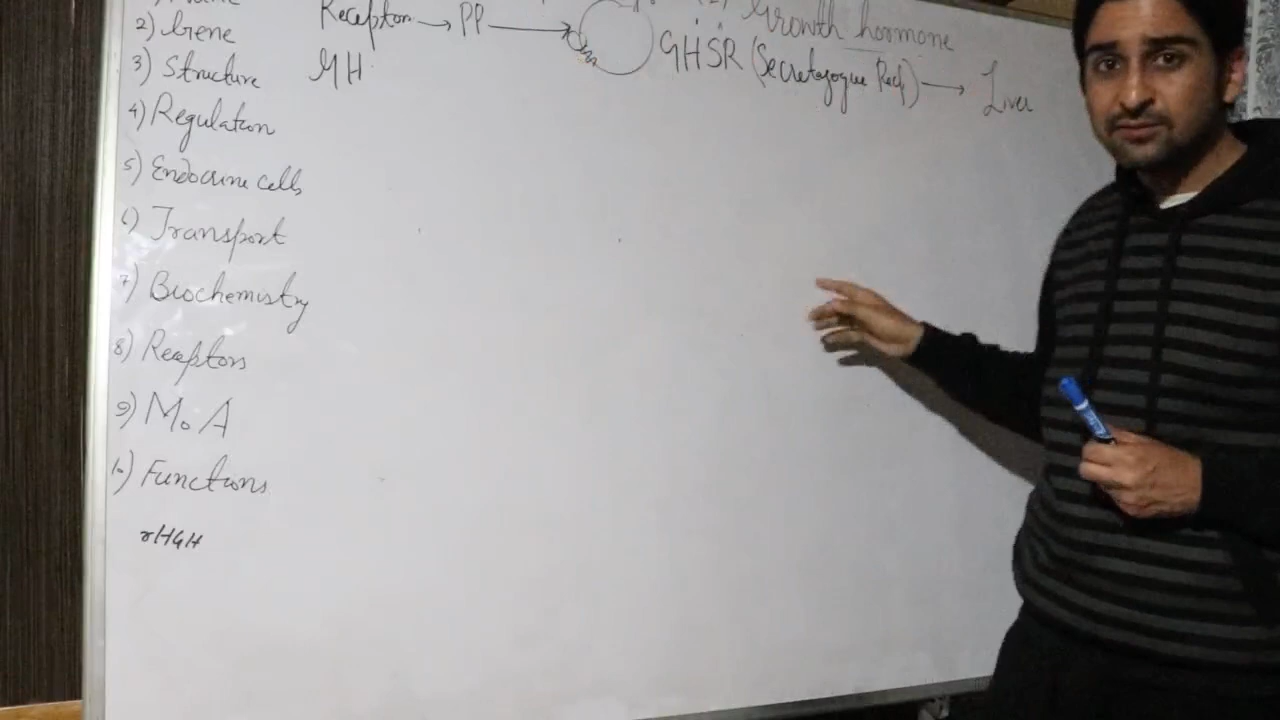 2) Gene
3) Structure
4) Regulation
5) Endocrine cells
6) Transport
7) Biochemistry
8) Receptors
9) MoA
10) Functions
rHGH
Receptor → PP →
GH
Growth hormone
GHSR (Secretagogue Rec) → Liver